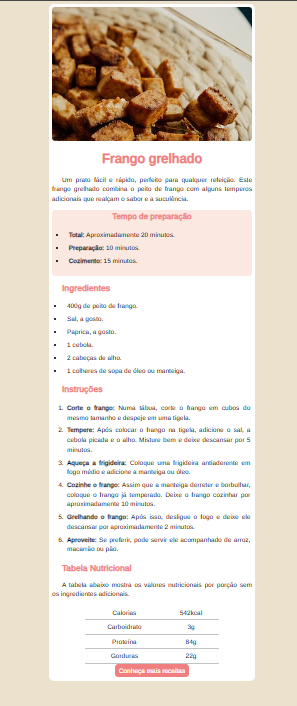 Frango grelhado
Um prato fácil e rápido, perfeito para qualquer refeição. Este
frango grelhado combina o peito de frango com alguns temperos
adicionais que realçam o sabor e a suculência.
Tempo de preparação
Total: Aproximadamente 20 minutos.
Preparação: 10 minutos.
Cozimento: 15 minutos.
Ingredientes
400g de peito de frango.
Sal, a gosto.
Paprica, a gosto.
1 cebola.
2 cabeças de alho.
1 colheres de sopa de óleo ou manteiga.
Instruções
1. Corte o frango: Numa tábua, corte o frango em cubos do
mesmo tamanho e despeje em uma tigela.
2. Tempere: Após colocar o frango na tigela, adicione o sal, a
cebola picada e o alho. Misture bem e deixe descansar por 5
minutos.
3. Aqueça a frigideira: Coloque uma frigideira antiaderente em
fogo médio e adicione a manteiga ou óleo.
4. Cozinhe o frango: Assim que a manteiga derreter e borbulhar,
coloque o frango já temperado. Deixe o frango cozinhar por
aproximadamente 10 minutos.
5. Grelhando o frango: Após isso, desligue o fogo e deixe ele
descansar por aproximadamente 2 minutos.
6. Aproveite: Se preferir, pode servir ele acompanhado de arroz,
macarrão ou pão.
Tabela Nutricional
A tabela abaixo mostra os valores nutricionais por porção sem
os ingredientes adicionais.
Calorias 542kcal
Carboidrato 3g
Proteína 84g
Gorduras 22g
Conheça mais receitas